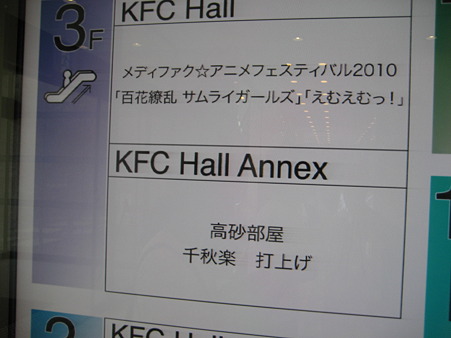 3F
KFC Hall
メディファク☆アニメフェスティバル2010
「百花繚乱 サムライガールズ」「えむえむっ!」
KFC Hall Annex
高砂部屋
千秋楽 打上げ
2
KFC